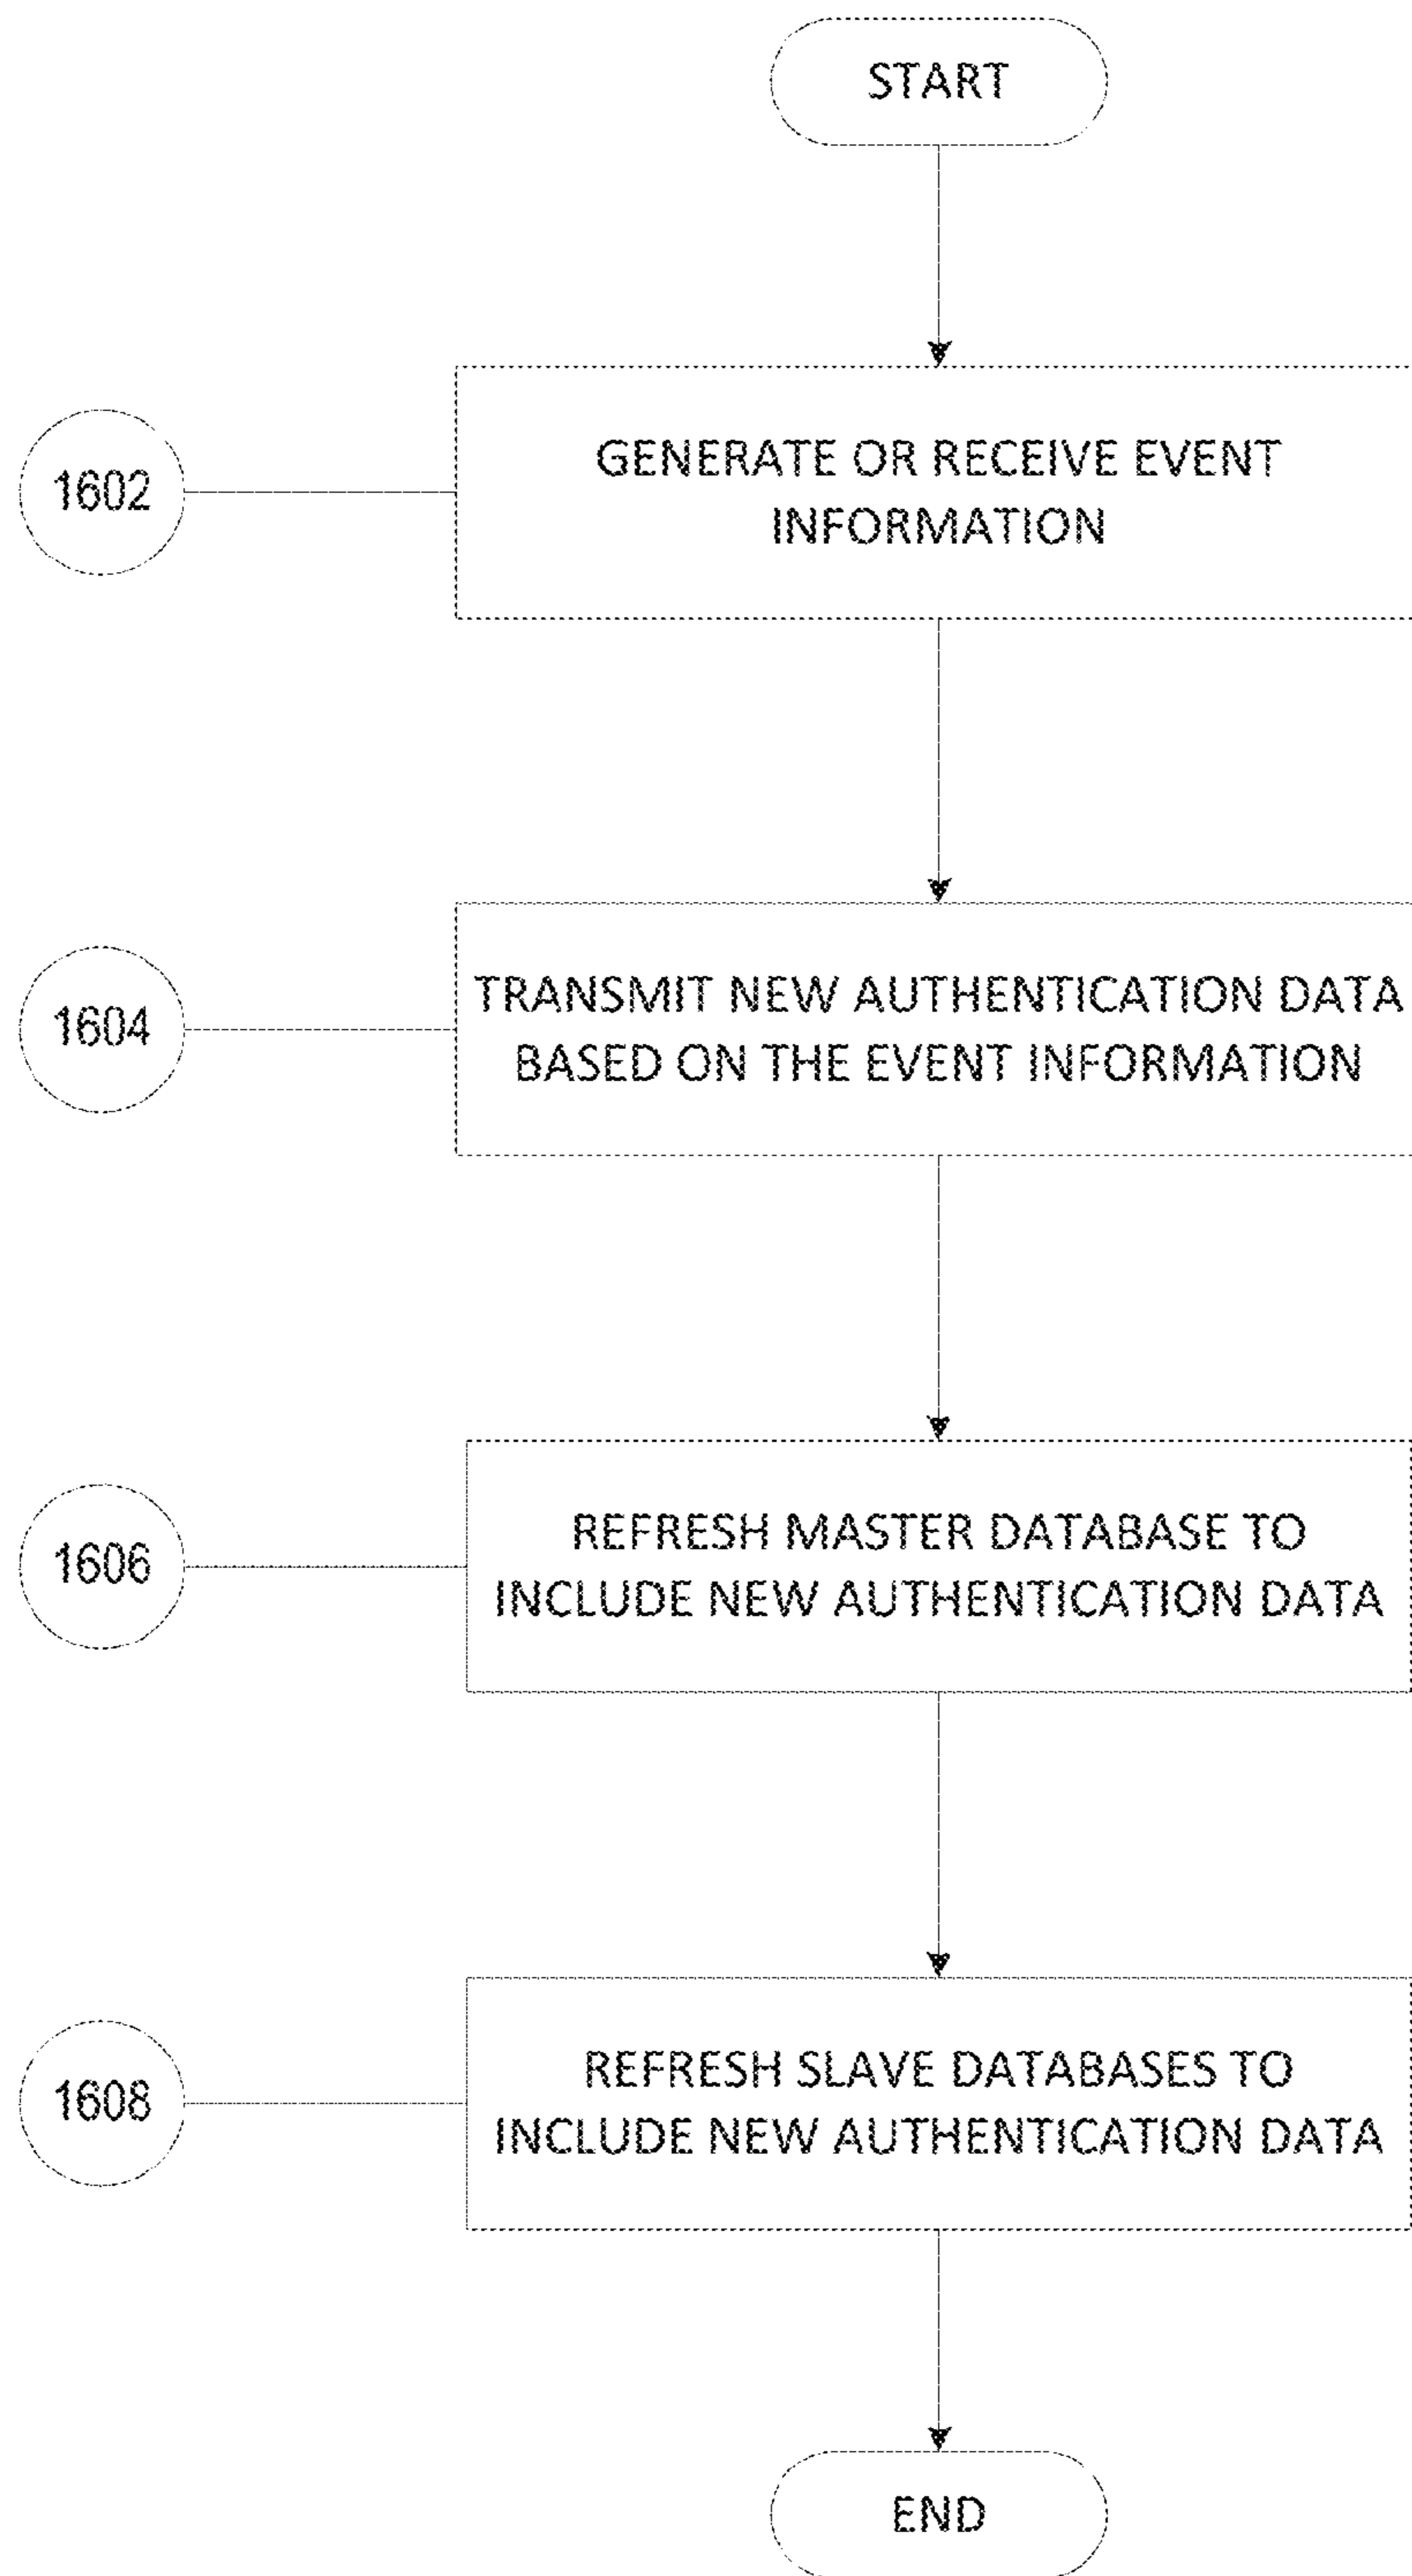 START
1602
GENERATE OR RECEIVE EVENT
INFORMATION
1604
TRANSMIT NEW AUTHENTICATION DATA
BASED ON THE EVENT INFORMATION
1606
REFRESH MASTER DATABASE TO
INCLUDE NEW AUTHENTICATION DATA
1608
REFRESH SLAVE DATABASES TO
INCLUDE NEW AUTHENTICATION DATA
END